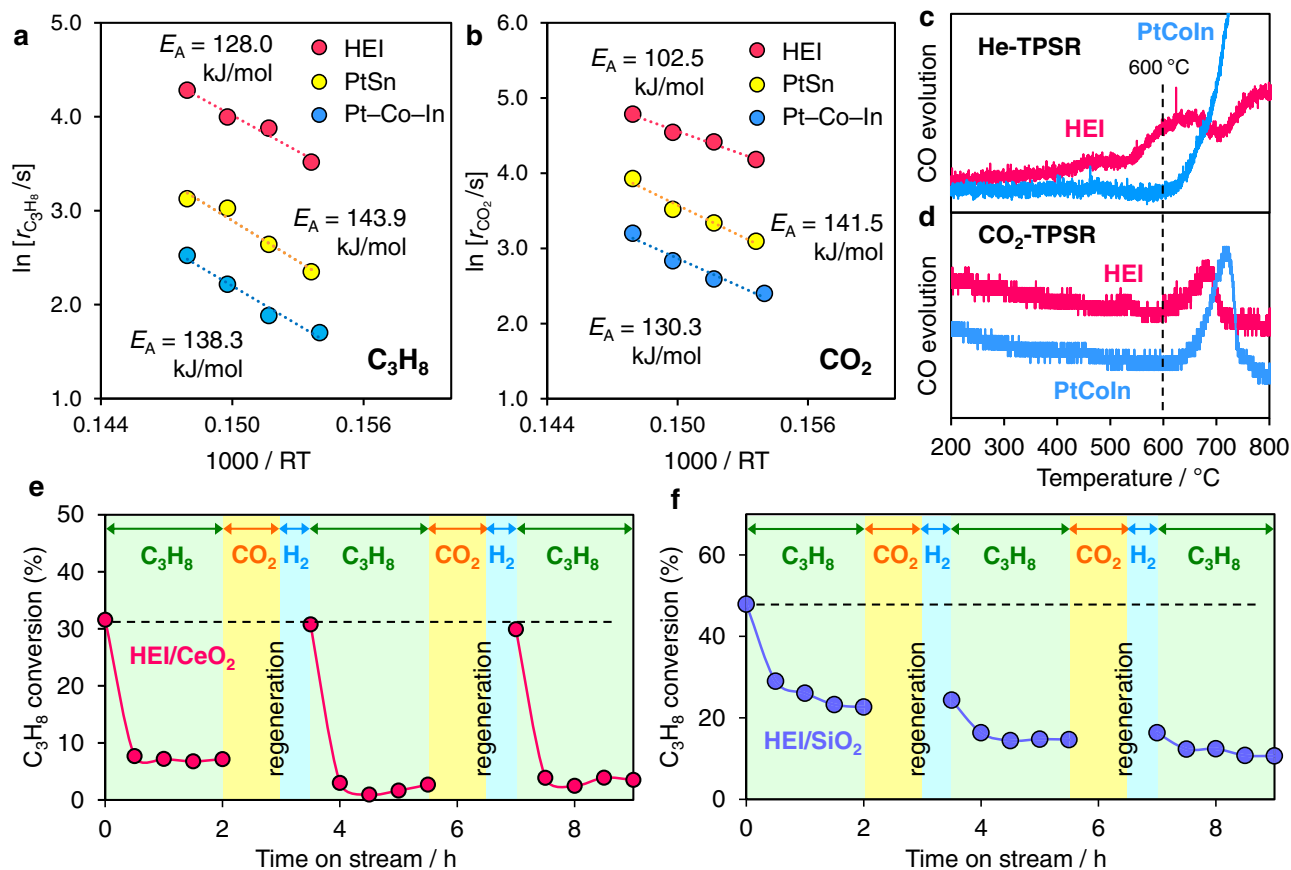 a
5.0
4.0
3.0
2.0
1.0
ln [r_C₃H₈ /s]
E_A = 128.0
kJ/mol
HEI
PtSn
Pt–Co–In
E_A = 143.9
kJ/mol
E_A = 138.3
kJ/mol
C₃H₈
0.144
0.150
0.156
1000 / RT
b
6.0
5.0
4.0
3.0
2.0
1.0
ln [r_CO₂ /s]
E_A = 102.5
kJ/mol
HEI
PtSn
Pt–Co–In
E_A = 141.5
kJ/mol
E_A = 130.3
kJ/mol
CO₂
0.144
0.150
0.156
1000 / RT
c
CO evolution
He-TPSR
PtCoIn
600 °C
HEI
d
CO evolution
CO₂-TPSR
HEI
PtCoIn
200
300
400
500
600
700
800
Temperature / °C
e
50
40
30
20
10
0
C₃H₈ conversion (%)
C₃H₈
CO₂
H₂
C₃H₈
CO₂
H₂
C₃H₈
HEI/CeO₂
regeneration
regeneration
0
2
4
6
8
Time on stream / h
f
60
40
20
0
C₃H₈ conversion (%)
C₃H₈
CO₂
H₂
C₃H₈
CO₂
H₂
C₃H₈
HEI/SiO₂
regeneration
regeneration
0
2
4
6
8
Time on stream / h